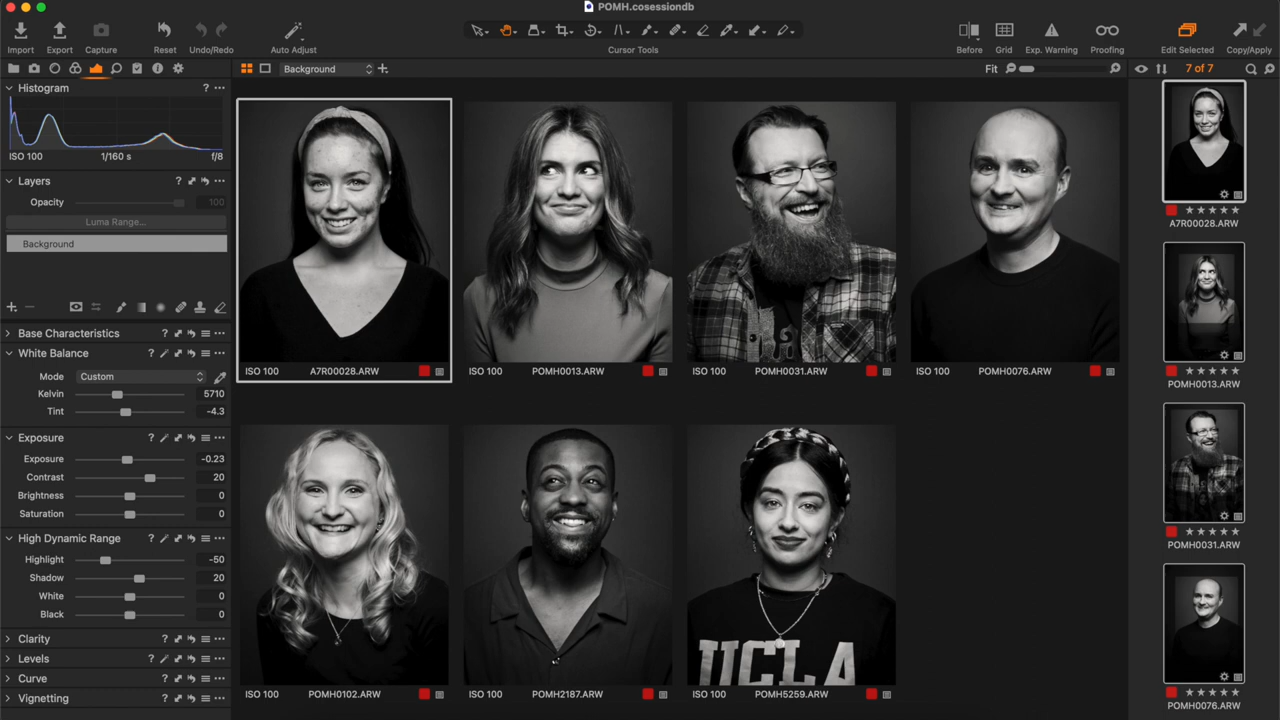 POMH.cosessiondb
Import Export Capture Reset Undo/Redo Auto Adjust Cursor Tools Before Grid Exp. Warning Proofing Edit Selected Copy/Apply
Background Fit 7 of 7
Histogram ?
ISO 100 1/160 s f/8
Layers ?
Opacity 100
Luma Range...
Background
Base Characteristics ?
White Balance ?
Mode Custom
Kelvin 5710
Tint -4.3
Exposure ?
Exposure -0.23
Contrast 20
Brightness 0
Saturation 0
High Dynamic Range ?
Highlight -50
Shadow 20
White 0
Black 0
Clarity ?
Levels ?
Curve ?
Vignetting ?
ISO 100 A7R00028.ARW
ISO 100 POMH0013.ARW
ISO 100 POMH0031.ARW
ISO 100 POMH0076.ARW
UCLA
ISO 100 POMH0102.ARW
ISO 100 POMH2187.ARW
ISO 100 POMH5259.ARW
A7R00028.ARW
POMH0013.ARW
POMH0031.ARW
POMH0076.ARW